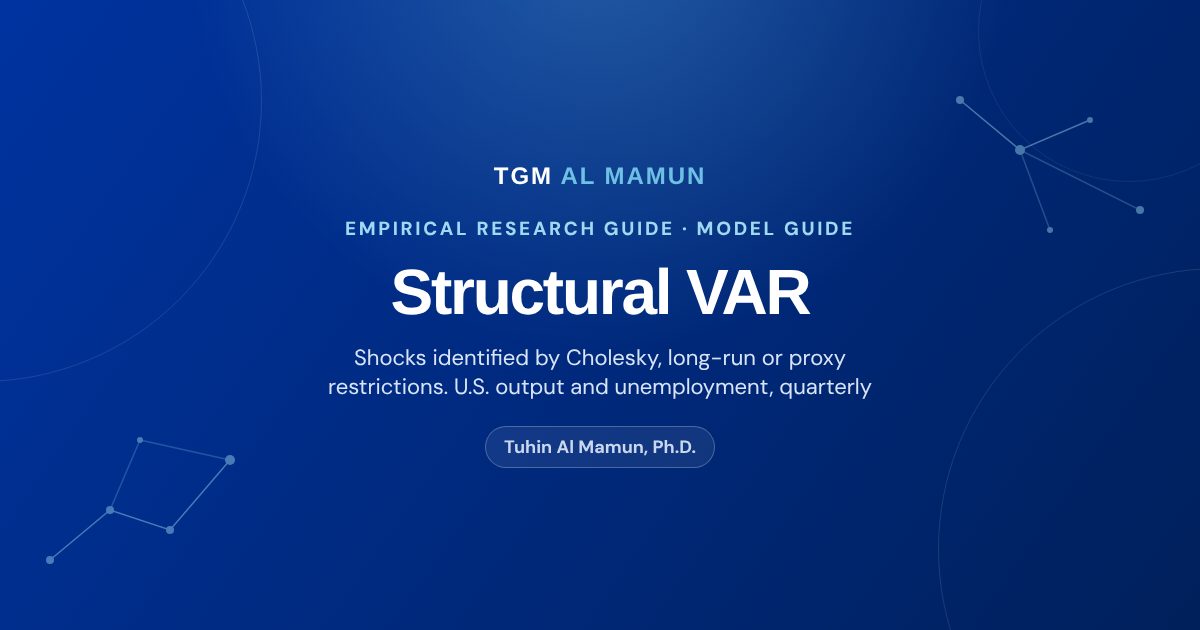 TGM AL MAMUN
EMPIRICAL RESEARCH GUIDE · MODEL GUIDE
Structural VAR
Shocks identified by Cholesky, long-run or proxy
restrictions. U.S. output and unemployment, quarterly
Tuhin Al Mamun, Ph.D.